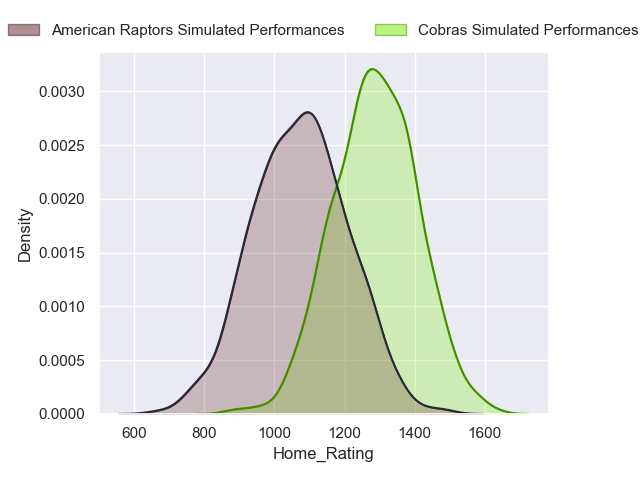 American Raptors Simulated Performances
Cobras Simulated Performances
0.0030
0.0025
0.0020
0.0015
0.0010
0.0005
0.0000
Density
600 800 1000 1200 1400 1600
Home_Rating